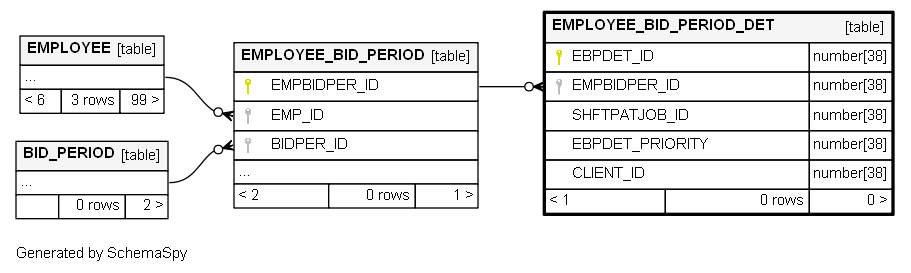 EMPLOYEE [table]
...
< 6 3 rows 99 >
BID_PERIOD [table]
...
0 rows 2 >
EMPLOYEE_BID_PERIOD [table]
EMPBIDPER_ID
EMP_ID
BIDPER_ID
...
< 2 0 rows 1 >
EMPLOYEE_BID_PERIOD_DET [table]
EBPDET_ID number[38]
EMPBIDPER_ID number[38]
SHFTPATJOB_ID number[38]
EBPDET_PRIORITY number[38]
CLIENT_ID number[38]
< 1 0 rows 0 >
Generated by SchemaSpy